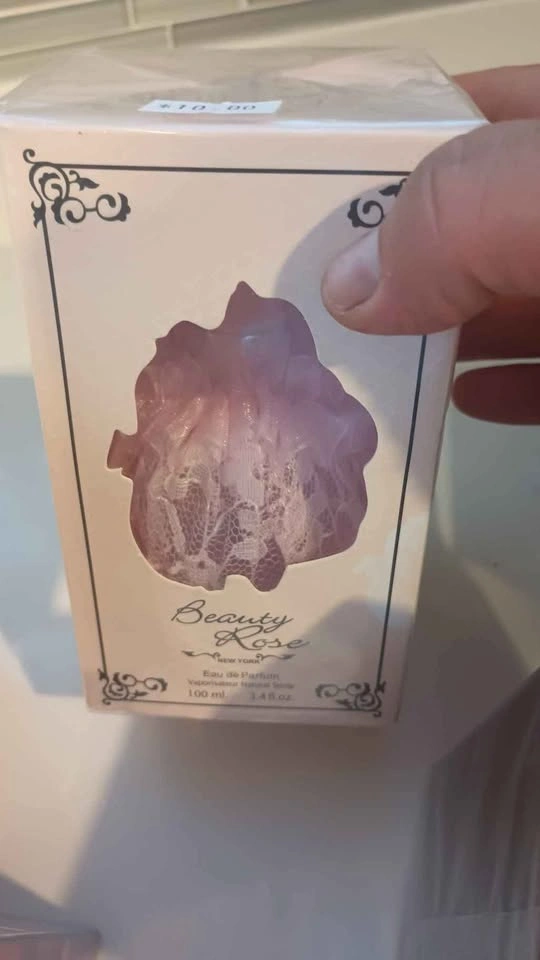 $10.00
Beauty
Rose
NEW YORK
Eau de Parfum
Vaporisateur Natural Spray
100 ml. 3.4 fl.oz.